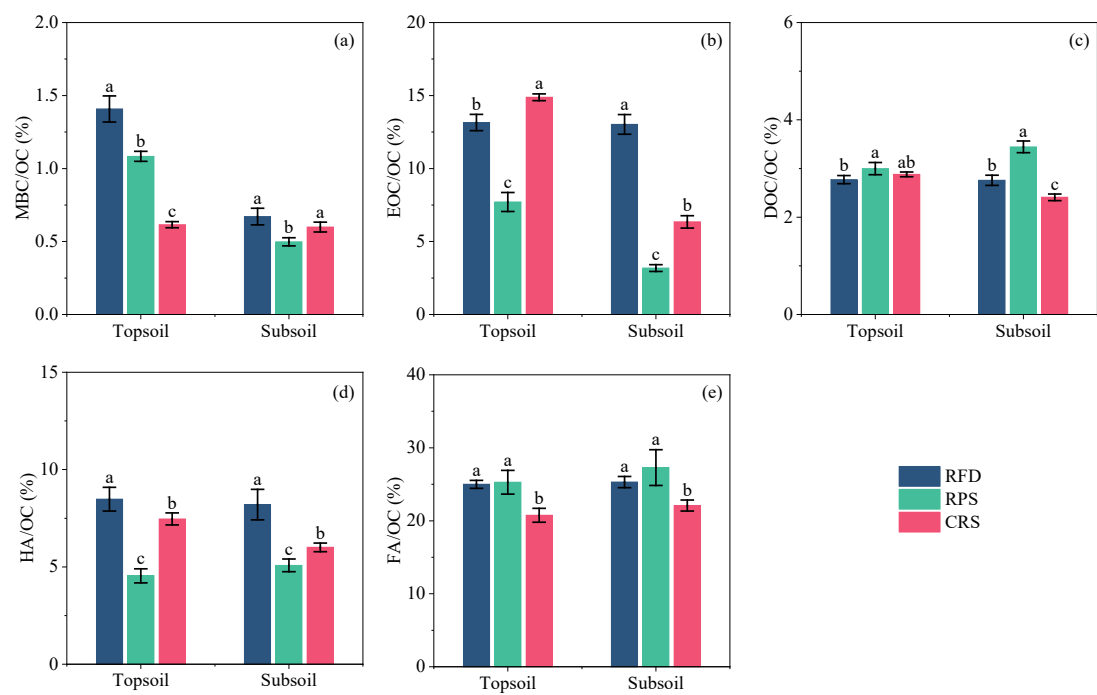 (a)
MBC/OC (%)
2.0
1.5
1.0
0.5
0.0
a
b
c
a
b
a
Topsoil
Subsoil
(b)
EOC/OC (%)
20
15
10
5
0
b
c
a
a
c
b
Topsoil
Subsoil
(c)
DOC/OC (%)
6
4
2
0
b
a
ab
b
a
c
Topsoil
Subsoil
(d)
HA/OC (%)
15
10
5
0
a
c
b
a
c
b
Topsoil
Subsoil
(e)
FA/OC (%)
40
30
20
10
0
a
a
b
a
a
b
Topsoil
Subsoil
RFD
RPS
CRS